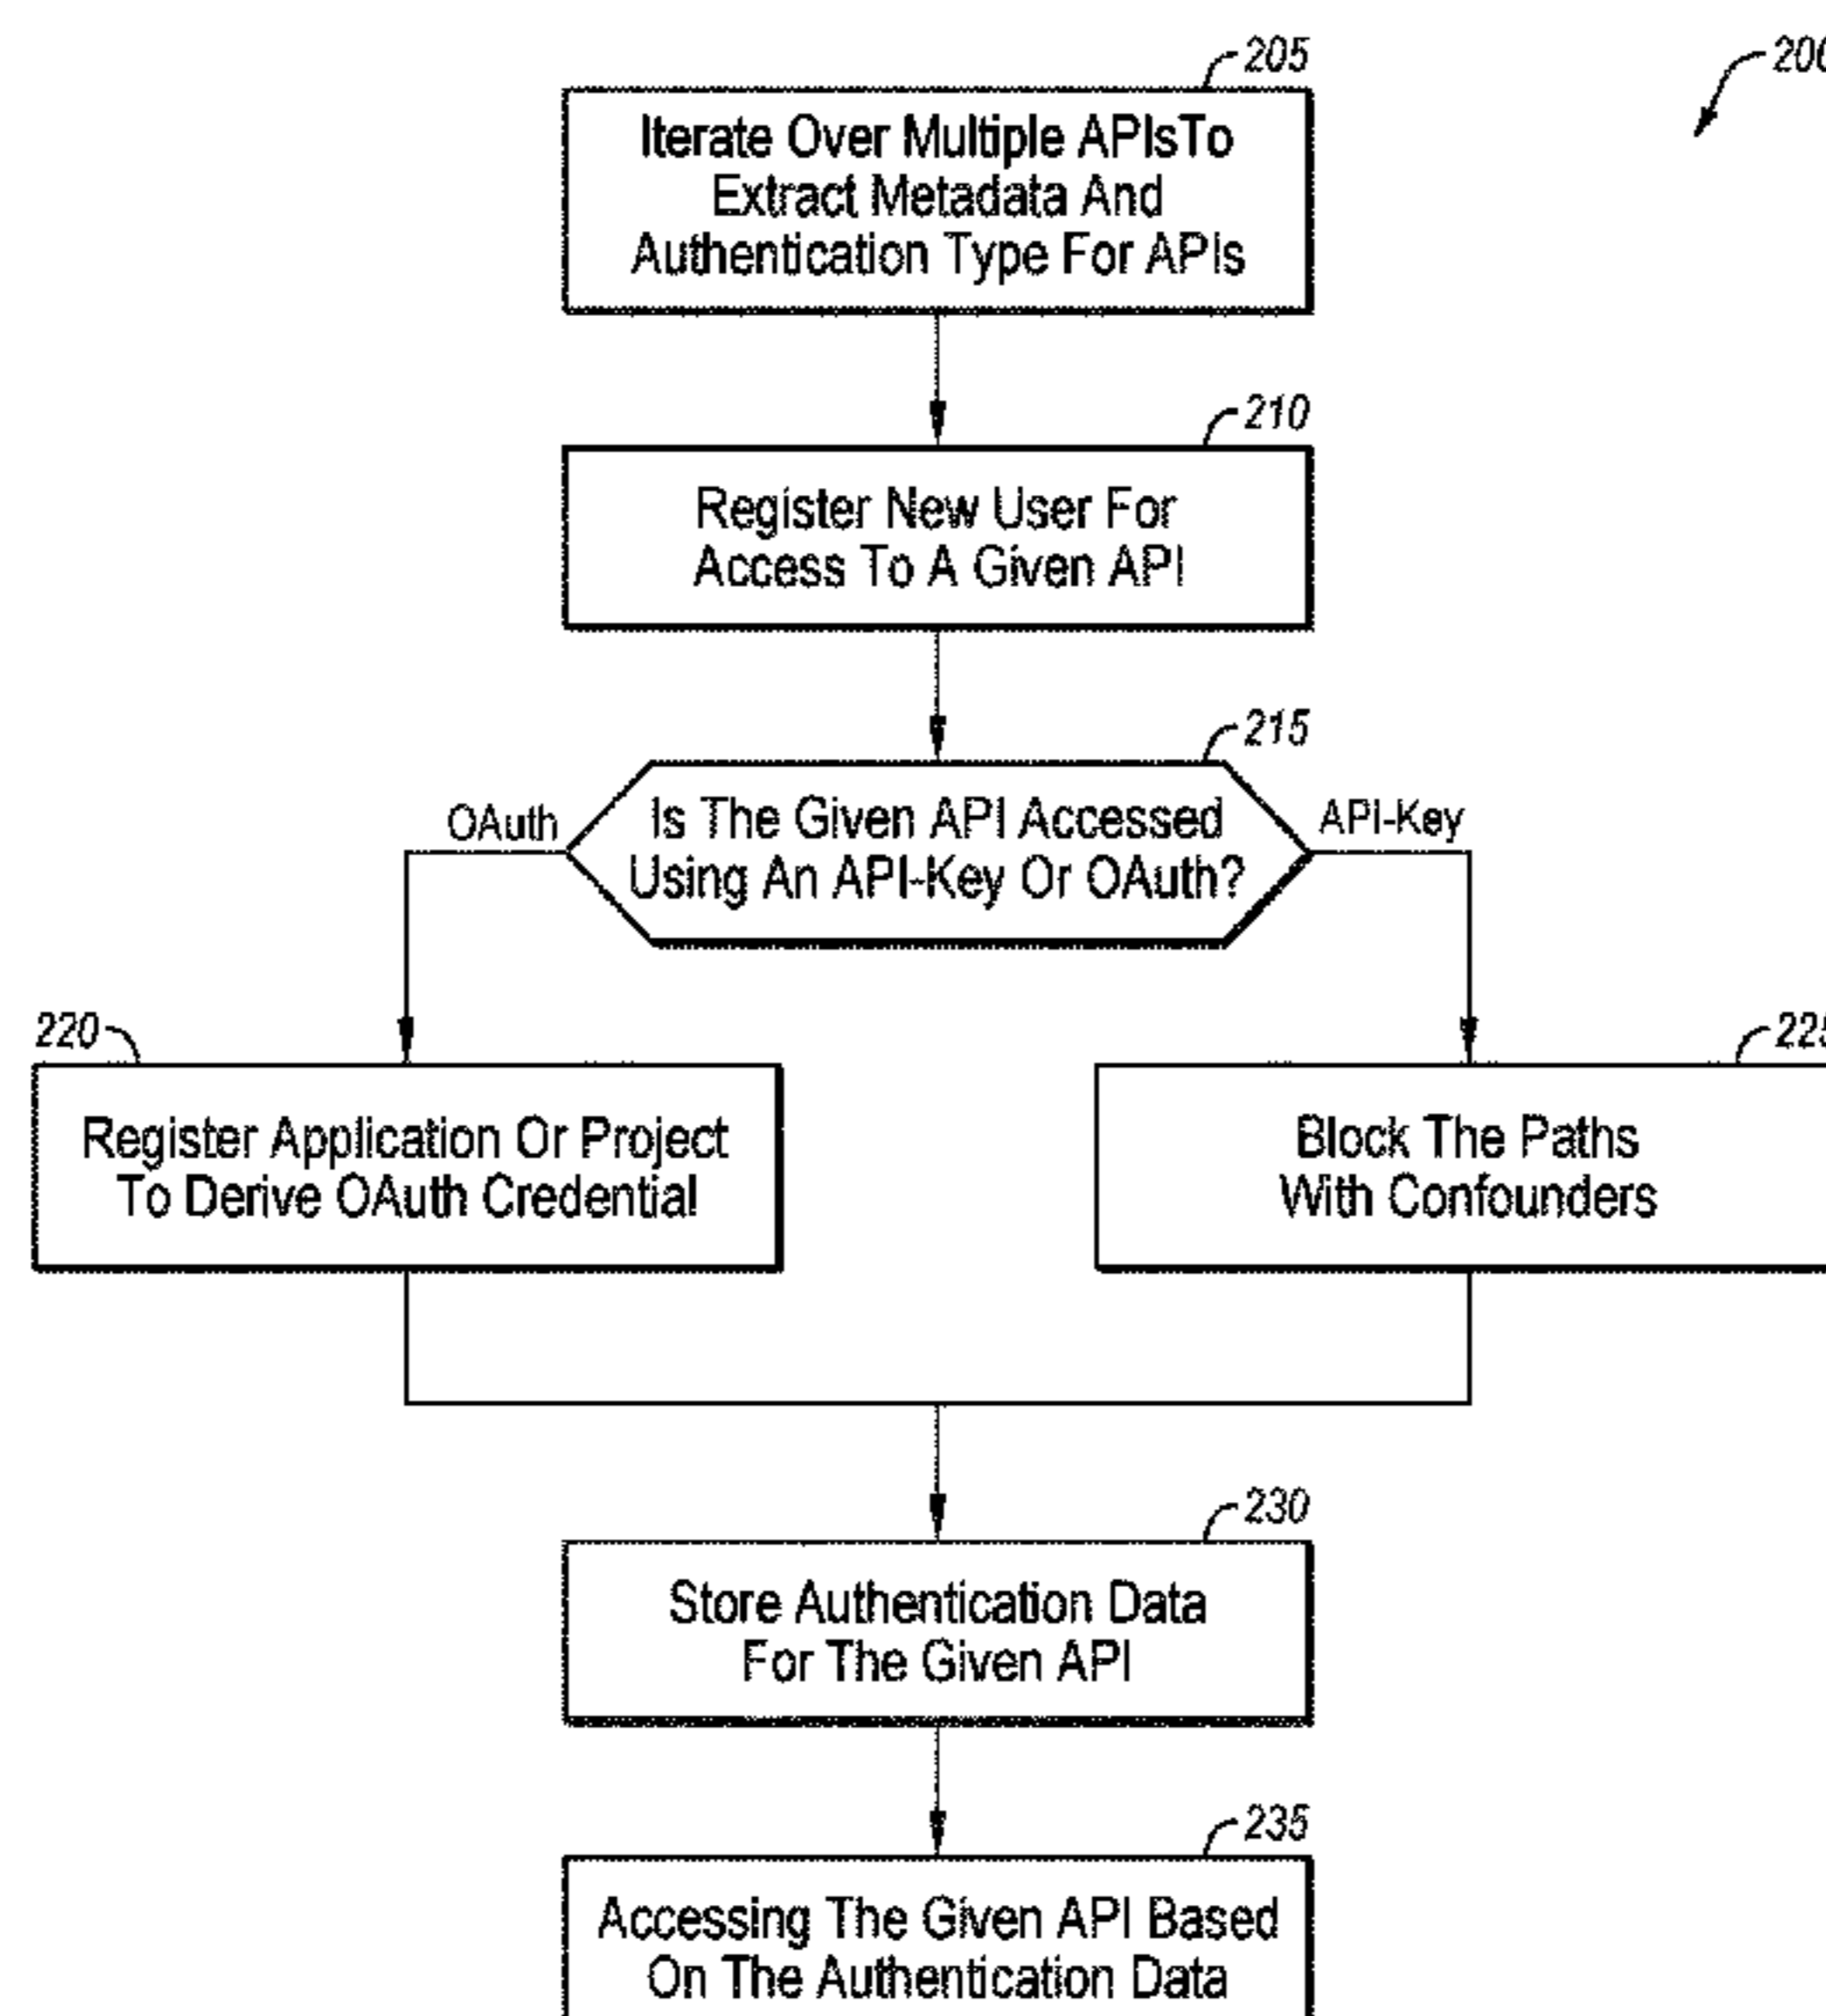 205
200
Iterate Over Multiple APIsTo
Extract Metadata And
Authentication Type For APIs
210
Register New User For
Access To A Given API
215
OAuth
Is The Given API Accessed
Using An API-Key Or OAuth?
API-Key
220
225
Register Application Or Project
To Derive OAuth Credential
Block The Paths
With Confounders
230
Store Authentication Data
For The Given API
235
Accessing The Given API Based
On The Authentication Data